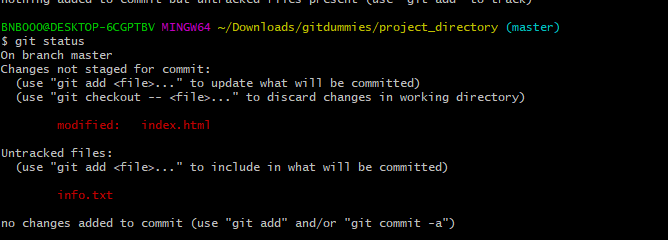 nothing added to commit but untracked files present (use "git add" to track)
BNBOOO@DESKTOP-6CGPTBV MINGW64 ~/Downloads/gitdummies/project_directory (master)
$ git status
On branch master
Changes not staged for commit:
(use "git add <file>..." to update what will be committed)
(use "git checkout -- <file>..." to discard changes in working directory)
modified: index.html
Untracked files:
(use "git add <file>..." to include in what will be committed)
info.txt
no changes added to commit (use "git add" and/or "git commit -a")